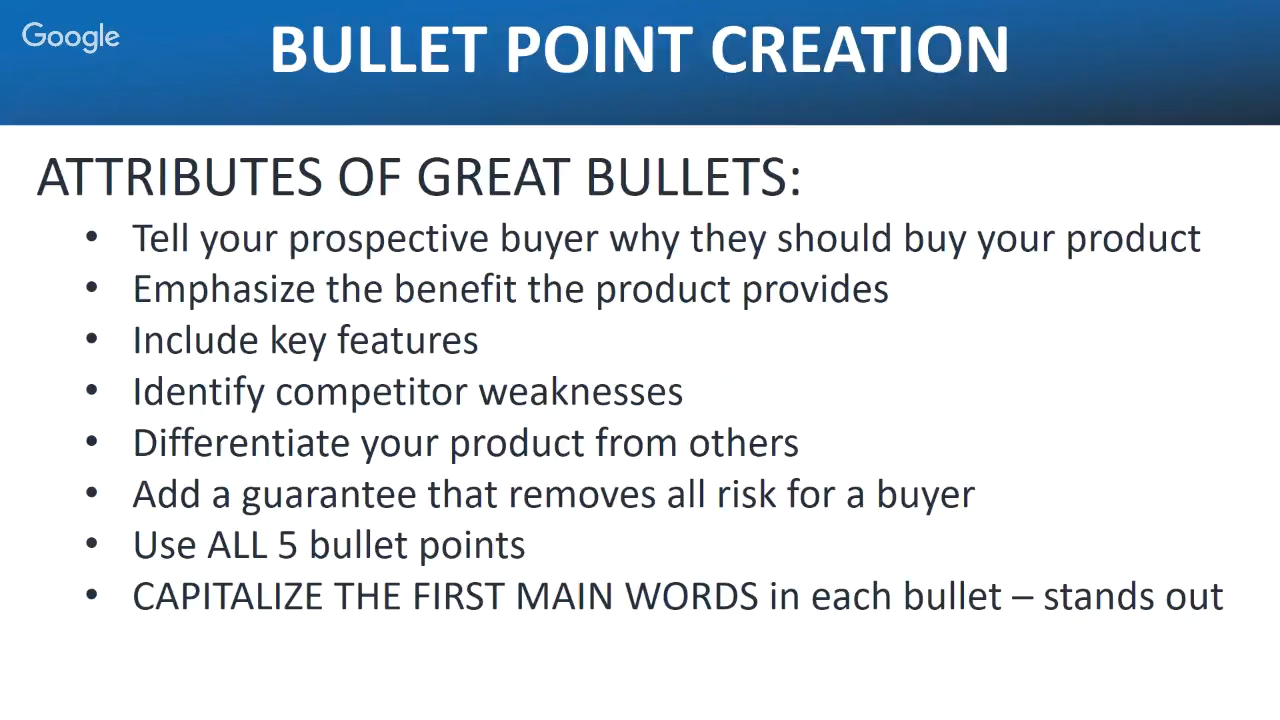 Google
BULLET POINT CREATION
ATTRIBUTES OF GREAT BULLETS:
• Tell your prospective buyer why they should buy your product
• Emphasize the benefit the product provides
• Include key features
• Identify competitor weaknesses
• Differentiate your product from others
• Add a guarantee that removes all risk for a buyer
• Use ALL 5 bullet points
• CAPITALIZE THE FIRST MAIN WORDS in each bullet – stands out